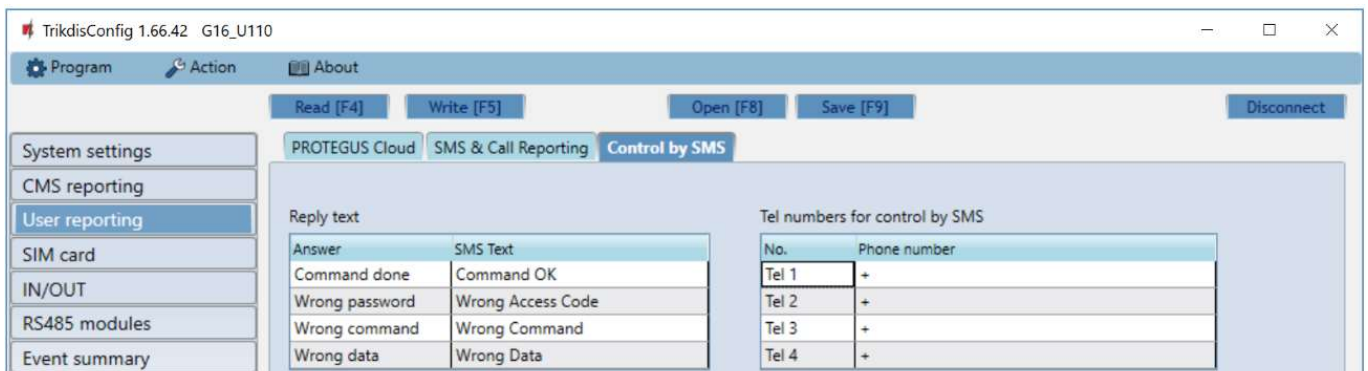 TrikdisConfig 1.66.42 G16_U110
Program Action About
Read [F4] Write [F5] Open [F8] Save [F9] Disconnect
System settings
CMS reporting
User reporting
SIM card
IN/OUT
RS485 modules
Event summary
PROTEGUS Cloud SMS & Call Reporting Control by SMS
Reply text
Answer SMS Text
Command done Command OK
Wrong password Wrong Access Code
Wrong command Wrong Command
Wrong data Wrong Data
Tel numbers for control by SMS
No. Phone number
Tel 1 +
Tel 2 +
Tel 3 +
Tel 4 +